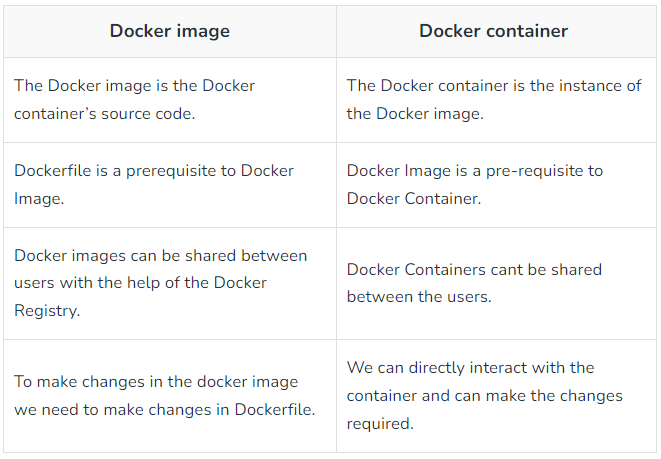 Docker image
Docker container
The Docker image is the Docker
container’s source code.
The Docker container is the instance of
the Docker image.
Dockerfile is a prerequisite to Docker
Image.
Docker Image is a pre-requisite to
Docker Container.
Docker images can be shared between
users with the help of the Docker
Registry.
Docker Containers cant be shared
between the users.
To make changes in the docker image
we need to make changes in Dockerfile.
We can directly interact with the
container and can make the changes
required.